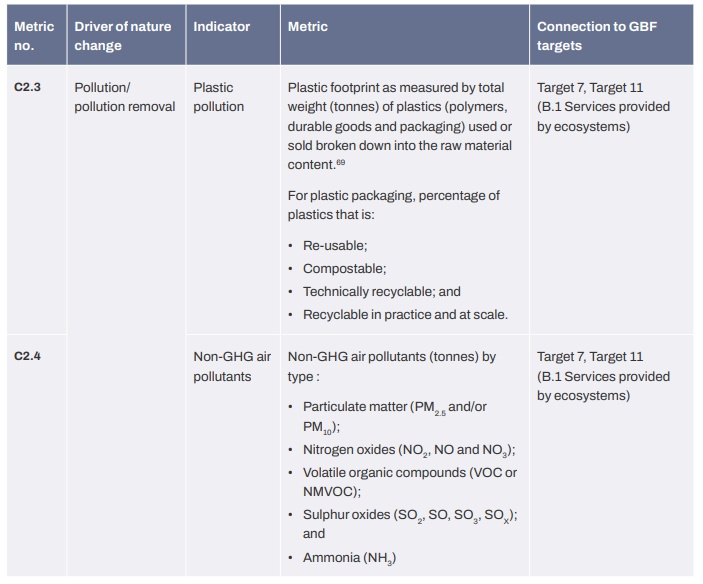 Metric no.
Driver of nature change
Indicator
Metric
Connection to GBF targets
C2.3
Pollution/
pollution removal
Plastic
pollution
Plastic footprint as measured by total
weight (tonnes) of plastics (polymers,
durable goods and packaging) used or
sold broken down into the raw material
content.⁶⁹
For plastic packaging, percentage of
plastics that is:
• Re-usable;
• Compostable;
• Technically recyclable; and
• Recyclable in practice and at scale.
Target 7, Target 11
(B.1 Services provided
by ecosystems)
C2.4
Non-GHG air
pollutants
Non-GHG air pollutants (tonnes) by
type :
• Particulate matter (PM₂.₅ and/or
PM₁₀);
• Nitrogen oxides (NO₂, NO and NO₃);
• Volatile organic compounds (VOC or
NMVOC);
• Sulphur oxides (SO₂, SO, SO₃, SOₓ);
and
• Ammonia (NH₃)
Target 7, Target 11
(B.1 Services provided
by ecosystems)